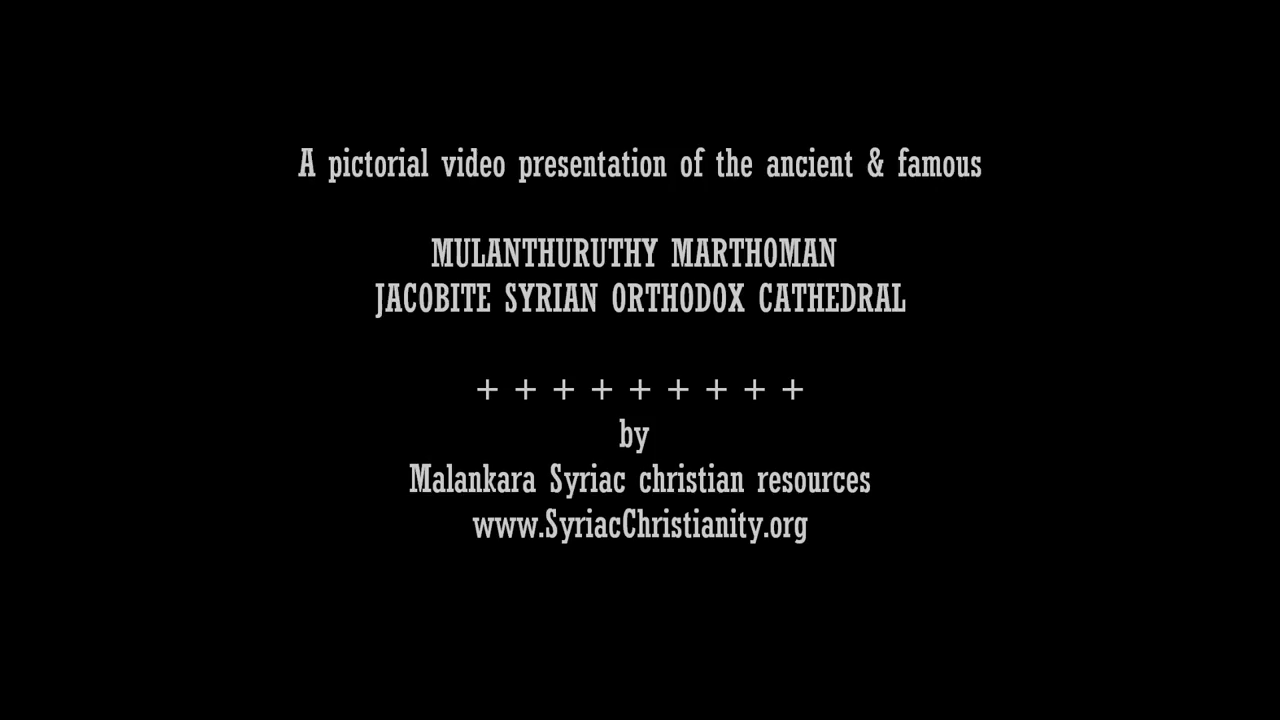 A pictorial video presentation of the ancient & famous
MULANTHURUTHY MARTHOMAN
JACOBITE SYRIAN ORTHODOX CATHEDRAL
+ + + + + + + + +
by
Malankara Syriac christian resources
www.SyriacChristianity.org